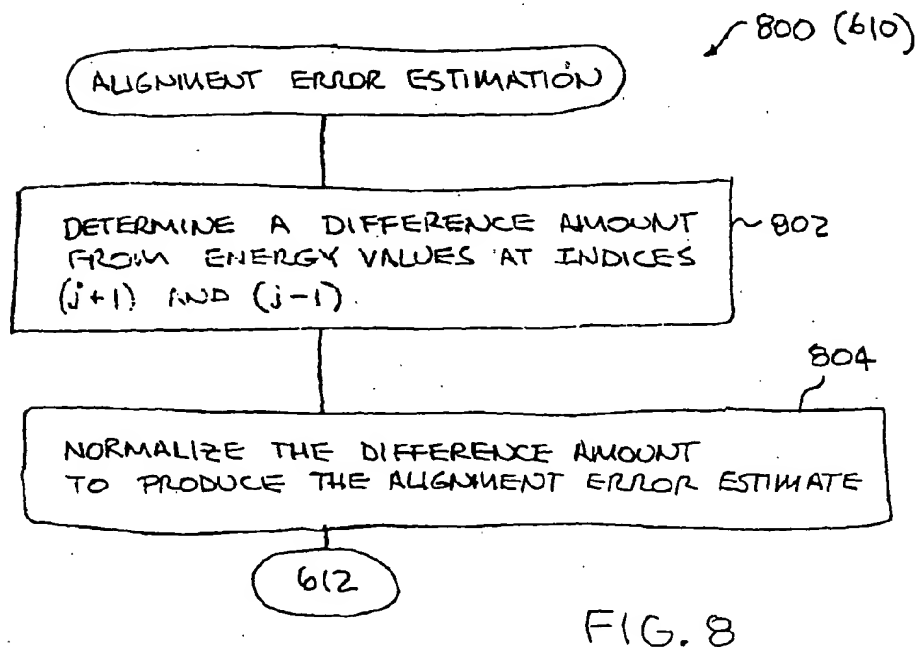 800 (610)
ALIGNMENT ERROR ESTIMATION
DETERMINE A DIFFERENCE AMOUNT
FROM ENERGY VALUES AT INDICES
(j+1) AND (j-1).
802
804
NORMALIZE THE DIFFERENCE AMOUNT
TO PRODUCE THE ALIGNMENT ERROR ESTIMATE
612
FIG. 8